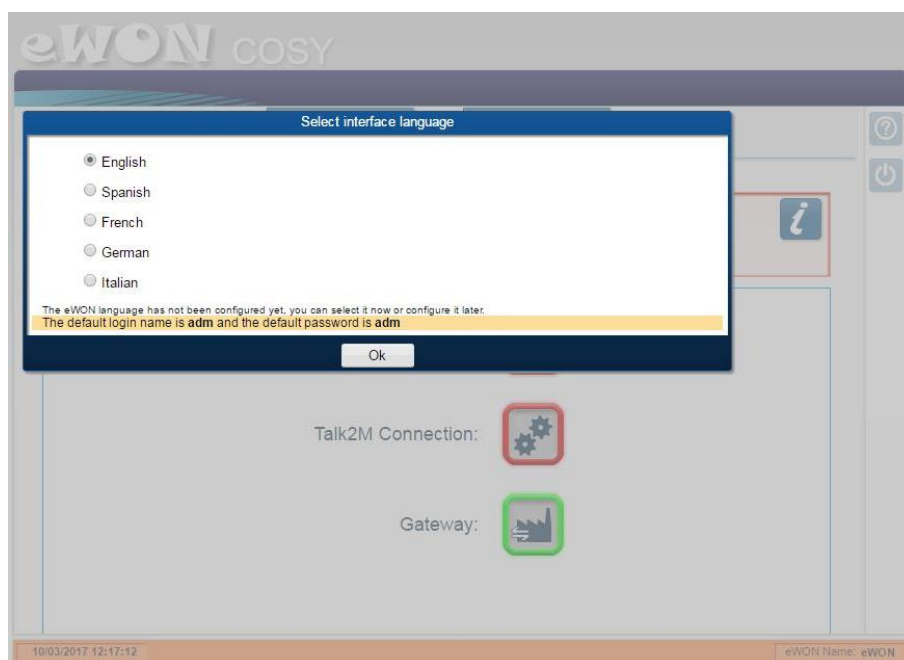 eWON COSY
Select interface language
English
Spanish
French
German
Italian
The eWON language has not been configured yet, you can select it now or configure it later.
The default login name is adm and the default password is adm
Ok
Talk2M Connection:
Gateway:
10/03/2017 12:17:12
eWON Name: eWON